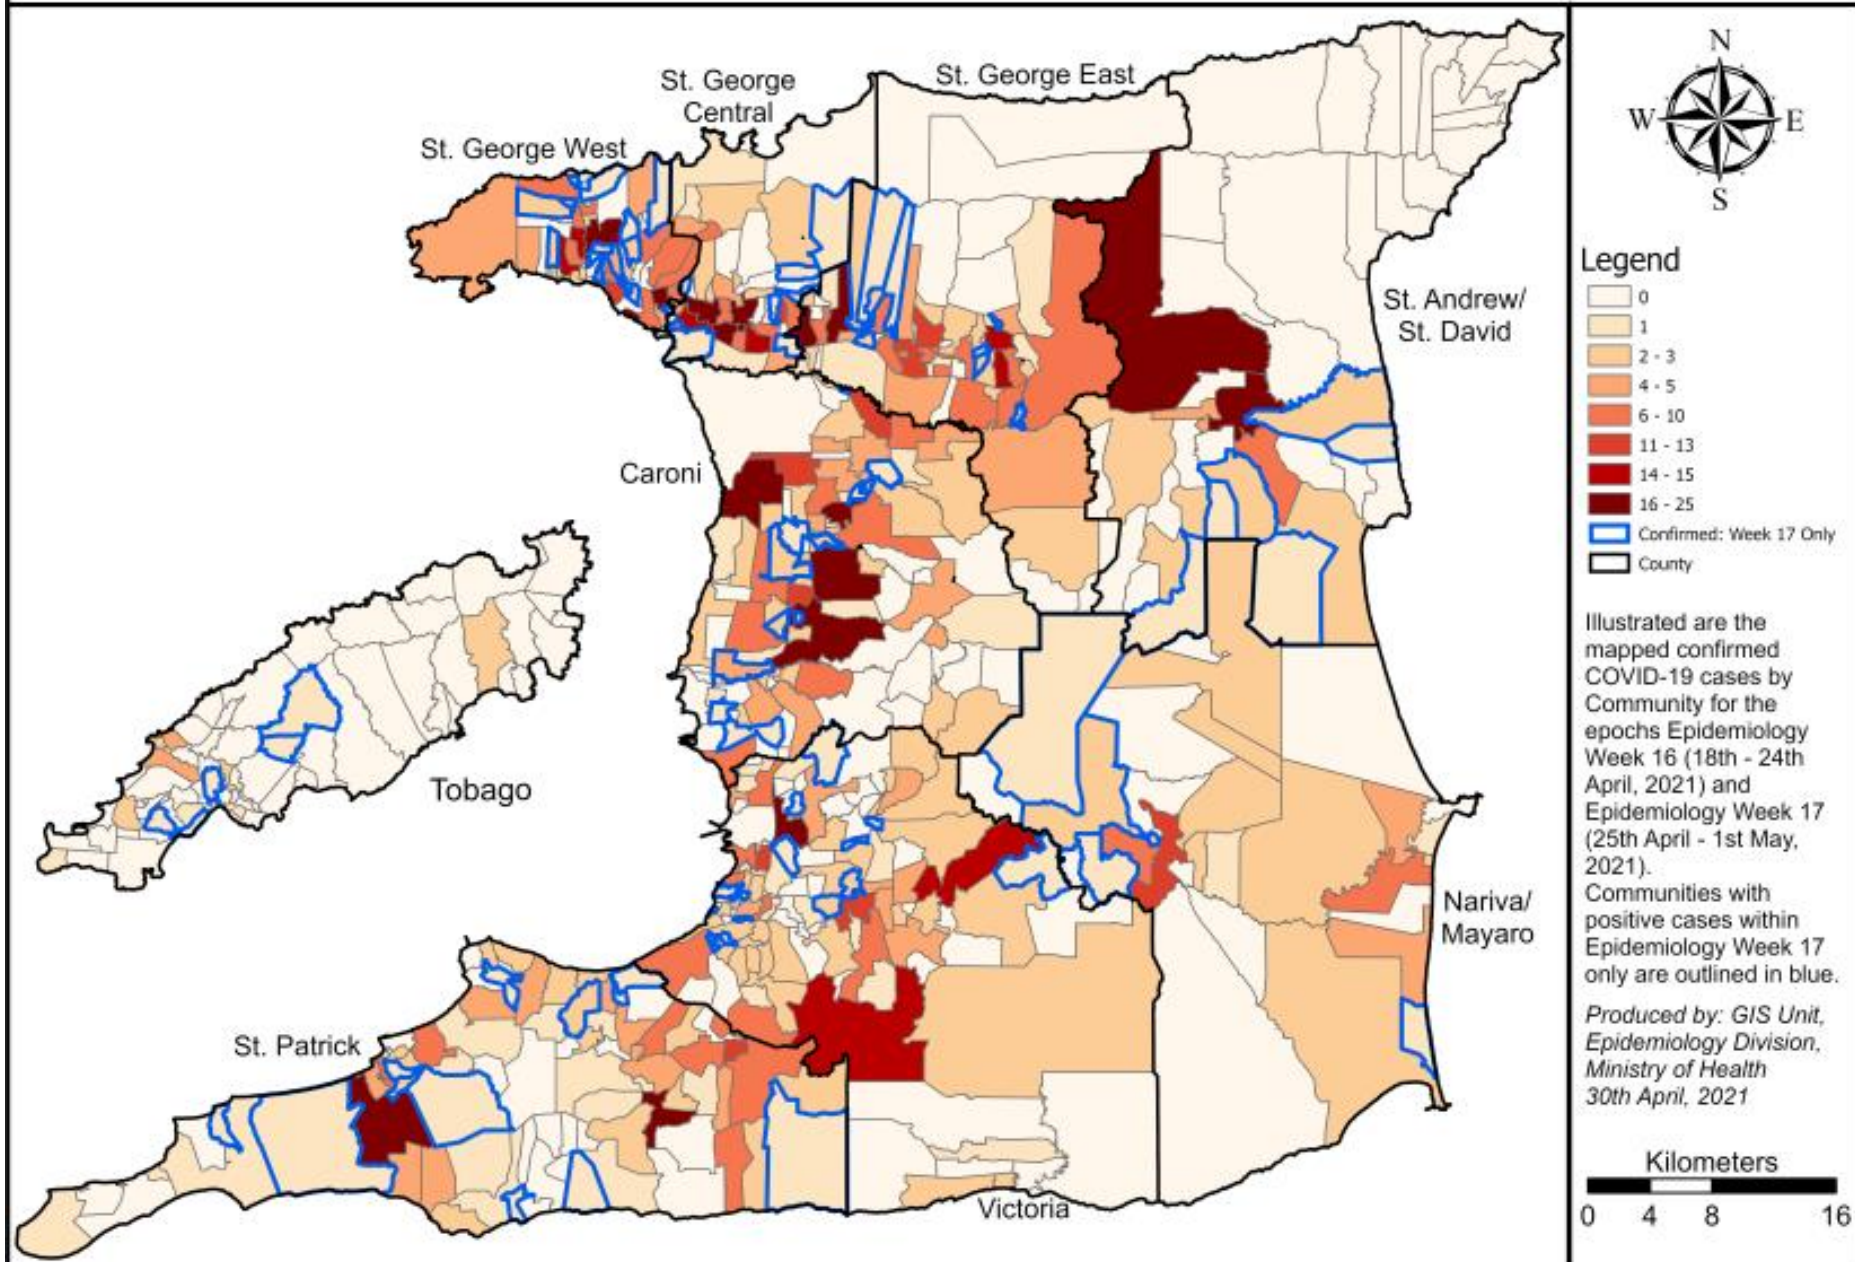 St. George East
St. George
Central
St. George West
St. Andrew/
St. David
Caroni
Tobago
Nariva/
Mayaro
St. Patrick
Victoria
N
W
E
S
Legend
0
1
2 - 3
4 - 5
6 - 10
11 - 13
14 - 15
16 - 25
Confirmed: Week 17 Only
County
Illustrated are the
mapped confirmed
COVID-19 cases by
Community for the
epochs Epidemiology
Week 16 (18th - 24th
April, 2021) and
Epidemiology Week 17
(25th April - 1st May,
2021).
Communities with
positive cases within
Epidemiology Week 17
only are outlined in blue.
Produced by: GIS Unit,
Epidemiology Division,
Ministry of Health
30th April, 2021
Kilometers
0 4 8 16